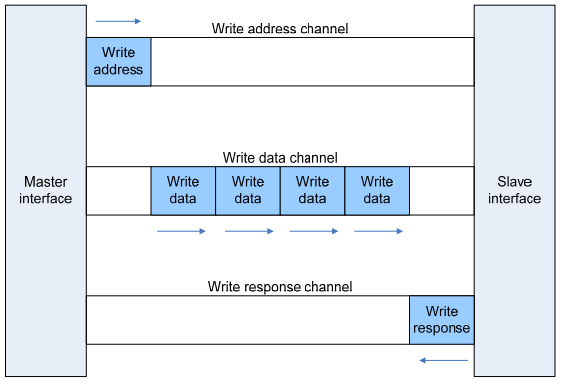 Write address channel
Write
address
Write data channel
Master
interface
Write
data
Write
data
Write
data
Write
data
Slave
interface
Write response channel
Write
response